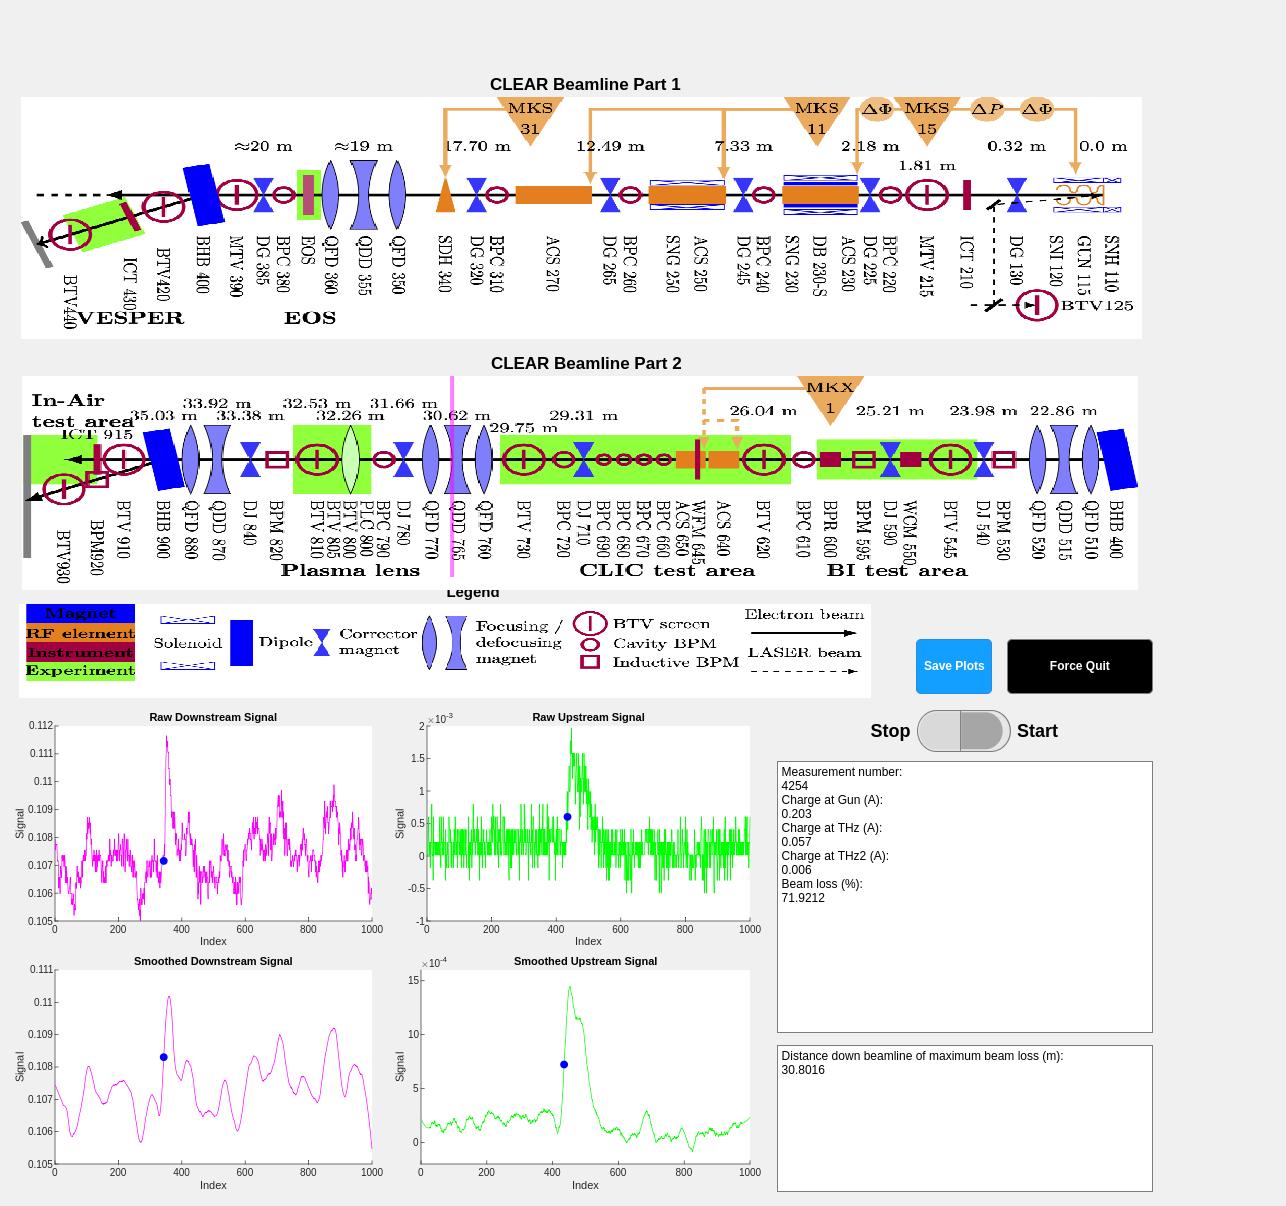 CLEAR Beamline Part 1
MKS 31
MKS 11
ΔΦ
MKS 15
ΔP
ΔΦ
≈20 m
≈19 m
17.70 m
12.49 m
7.33 m
2.18 m
1.81 m
0.32 m
0.0 m
BTV440
ICT 430
BTV420
BHB 400
MTV 390
DG 385
BPC 380
EOS
QFD 360
QDD 355
QFD 350
SDH 340
DG 320
BPC 310
ACS 270
DG 265
BPC 260
SNG 250
ACS 250
DG 245
BPC 240
SNG 230
DB 230-S
ACS 230
DG 225
BPC 220
MTV 215
ICT 210
DG 130
SNI 120
GUN 115
SNH 110
VESPER
EOS
BTV125
CLEAR Beamline Part 2
In-Air
test area
ICT 915
35.03 m
33.92 m
33.38 m
32.53 m
32.26 m
31.66 m
30.62 m
29.75 m
29.31 m
MKX 1
26.04 m
25.21 m
23.98 m
22.86 m
BTV930
BPM920
BTV 910
BHB 900
QFD 880
QDD 870
DJ 840
BPM 820
BTV 810
BTV 805
BTV 800
PLC 800
BPC 790
DJ 780
QFD 770
QDD 765
QFD 760
BTV 730
BPC 720
DJ 710
BPC 690
BPC 680
BPC 670
BPC 660
ACS 650
WFM 645
ACS 640
BTV 620
BPC 610
BPR 600
BPM 595
DJ 590
WCM 550
BTV 545
DJ 540
BPM 530
QFD 520
QDD 515
QFD 510
BHB 400
Plasma lens
CLIC test area
BI test area
Legend
Magnet
RF element
Instrument
Experiment
Solenoid
Dipole
Corrector
magnet
Focusing /
defocusing
magnet
BTV screen
Cavity BPM
Inductive BPM
Electron beam
LASER beam
Save Plots
Force Quit
Stop
Start
Raw Downstream Signal
0.112
0.111
0.11
0.109
0.108
0.107
0.106
0.105
Signal
0 200 400 600 800 1000
Index
Raw Upstream Signal
×10-3
2
1.5
1
0.5
0
-0.5
-1
Signal
0 200 400 600 800 1000
Index
Measurement number:
4254
Charge at Gun (A):
0.203
Charge at THz (A):
0.057
Charge at THz2 (A):
0.006
Beam loss (%):
71.9212
Smoothed Downstream Signal
0.111
0.11
0.109
0.108
0.107
0.106
0.105
Signal
0 200 400 600 800 1000
Index
Smoothed Upstream Signal
×10-4
15
10
5
0
Signal
0 200 400 600 800 1000
Index
Distance down beamline of maximum beam loss (m):
30.8016